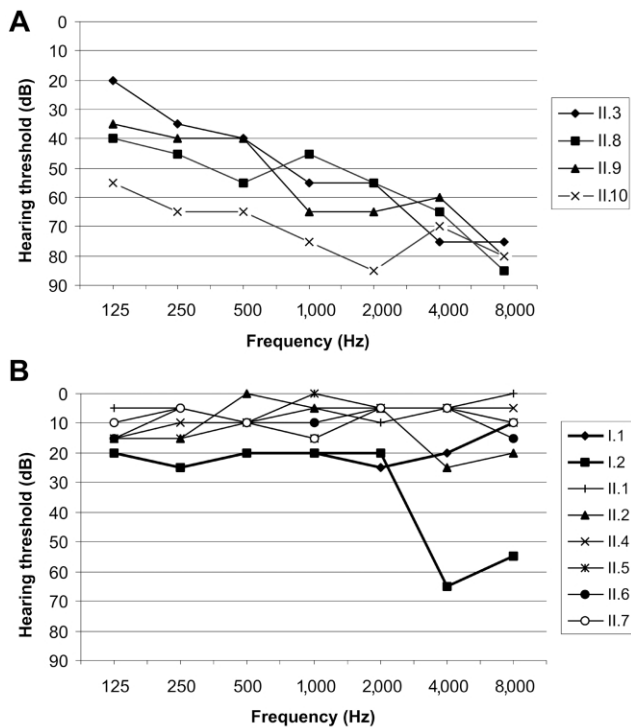 A
0
10
20
30
40
50
60
70
80
90
Hearing threshold (dB)
125 250 500 1,000 2,000 4,000 8,000
Frequency (Hz)
II.3
II.8
II.9
II.10
B
0
10
20
30
40
50
60
70
80
90
Hearing threshold (dB)
125 250 500 1,000 2,000 4,000 8,000
Frequency (Hz)
I.1
I.2
II.1
II.2
II.4
II.5
II.6
II.7